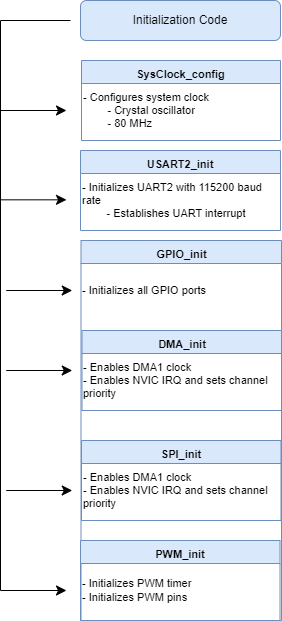 Initialization Code
SysClock_config
- Configures system clock
- Crystal oscillator
- 80 MHz
USART2_init
- Initializes UART2 with 115200 baud
rate
- Establishes UART interrupt
GPIO_init
- Initializes all GPIO ports
DMA_init
- Enables DMA1 clock
- Enables NVIC IRQ and sets channel
priority
SPI_init
- Enables DMA1 clock
- Enables NVIC IRQ and sets channel
priority
PWM_init
- Initializes PWM timer
- Initializes PWM pins